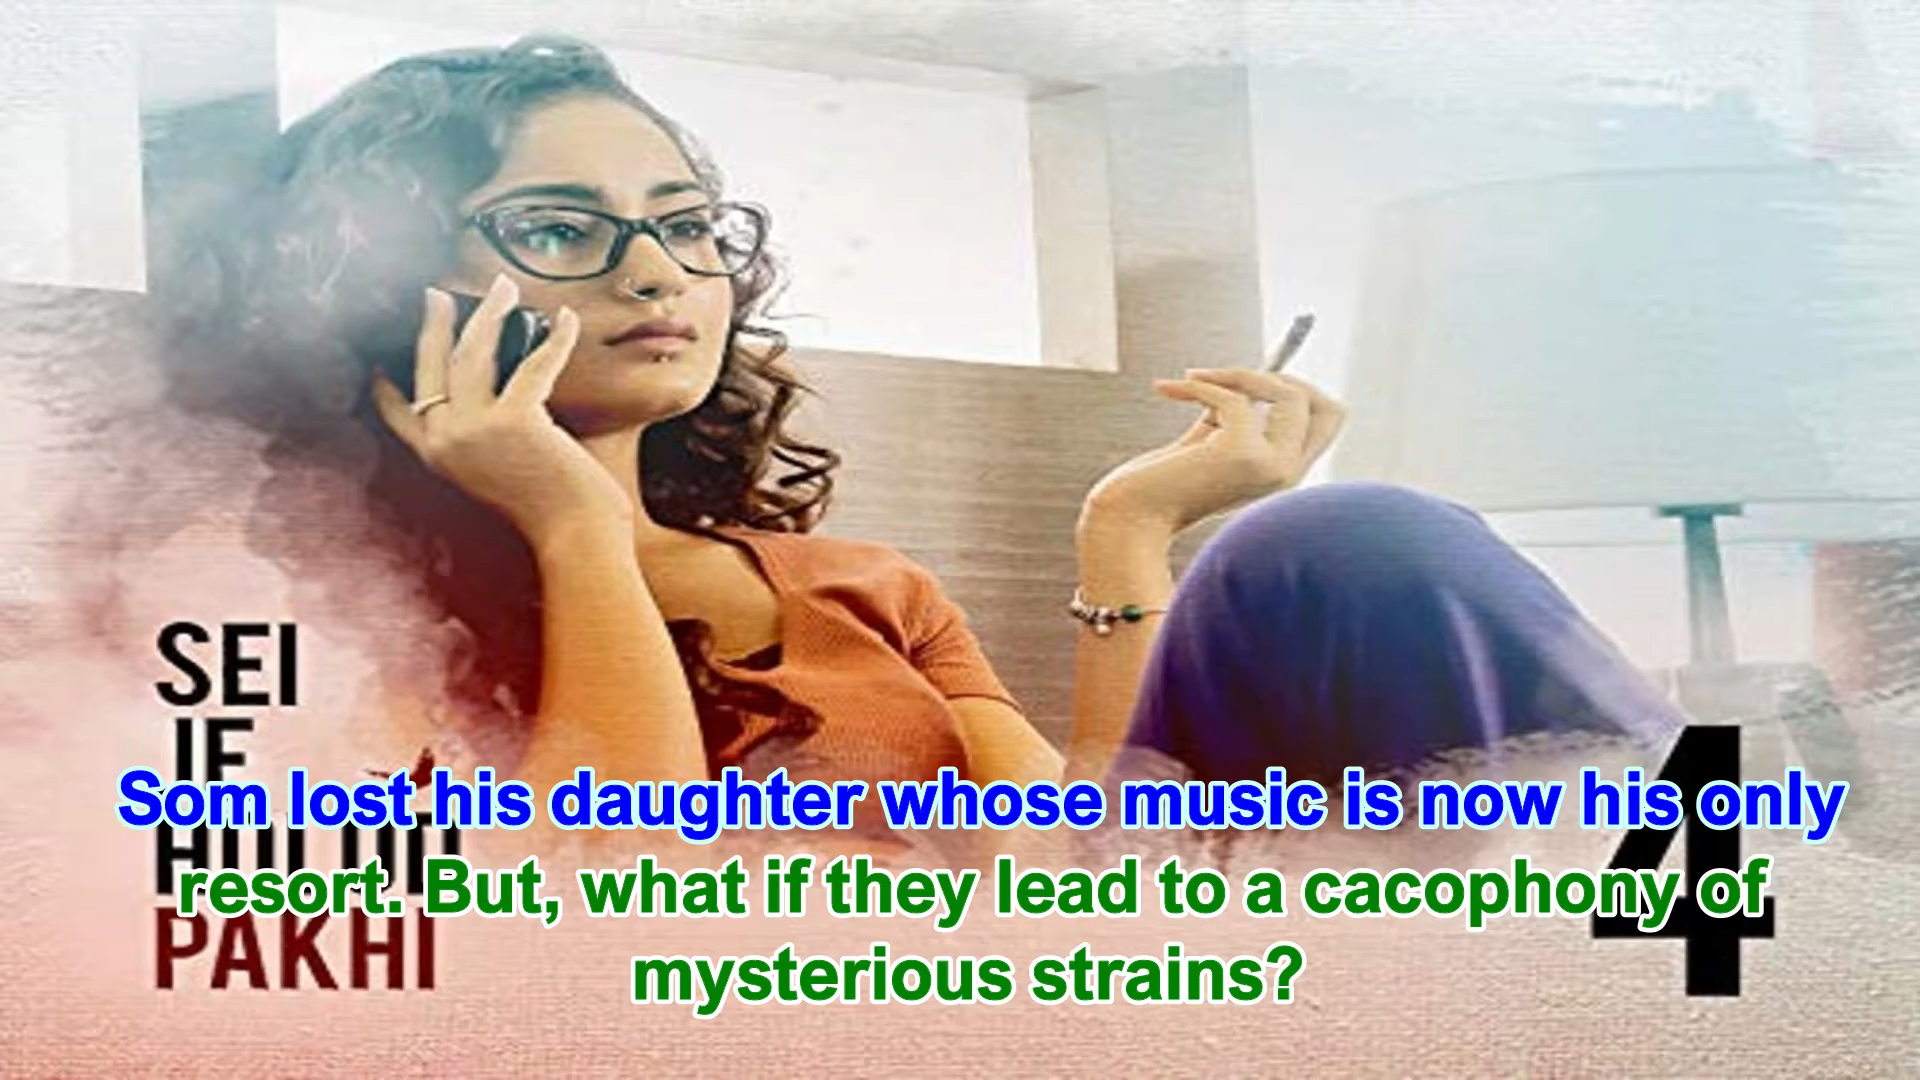 SEI
JE
PAKHI
4
Som lost his daughter whose music is now his only
resort. But, what if they lead to a cacophony of
mysterious strains?